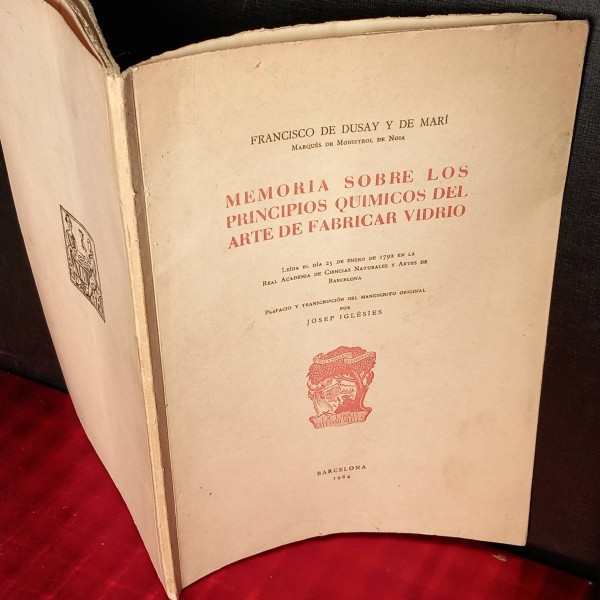 FRANCISCO DE DUSAY Y DE MARÍ
MARQUÉS DE MONISTROL DE NOIA
MEMORIA SOBRE LOS
PRINCIPIOS QUIMICOS DEL
ARTE DE FABRICAR VIDRIO
LEÍDA EL DÍA 25 DE ENERO DE 1792 EN LA
REAL ACADEMIA DE CIENCIAS NATURALES Y ARTES DE
BARCELONA
PREFACIO Y TRANSCRIPCIÓN DEL MANUSCRITO ORIGINAL
POR
JOSEP IGLÉSIES
BARCELONA
1964